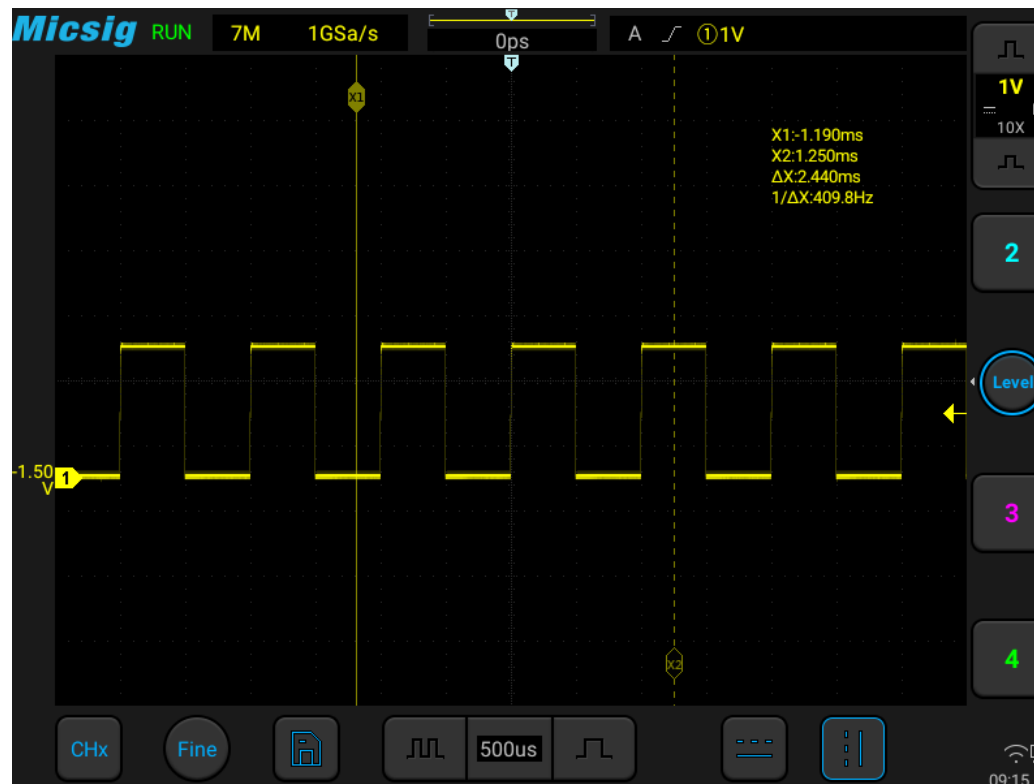 Micsig RUN 7M 1GSa/s 0ps A ①1V
T
T
X1
1V
10X
X1:-1.190ms
X2:1.250ms
ΔX:2.440ms
1/ΔX:409.8Hz
2
Level
-1.50
V
1
3
X2
4
CHx Fine 500us
09:15